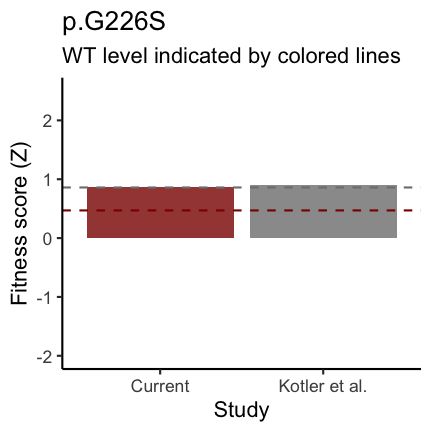 p.G226S
WT level indicated by colored lines
Fitness score (Z)
2
1
0
-1
-2
Current
Kotler et al.
Study